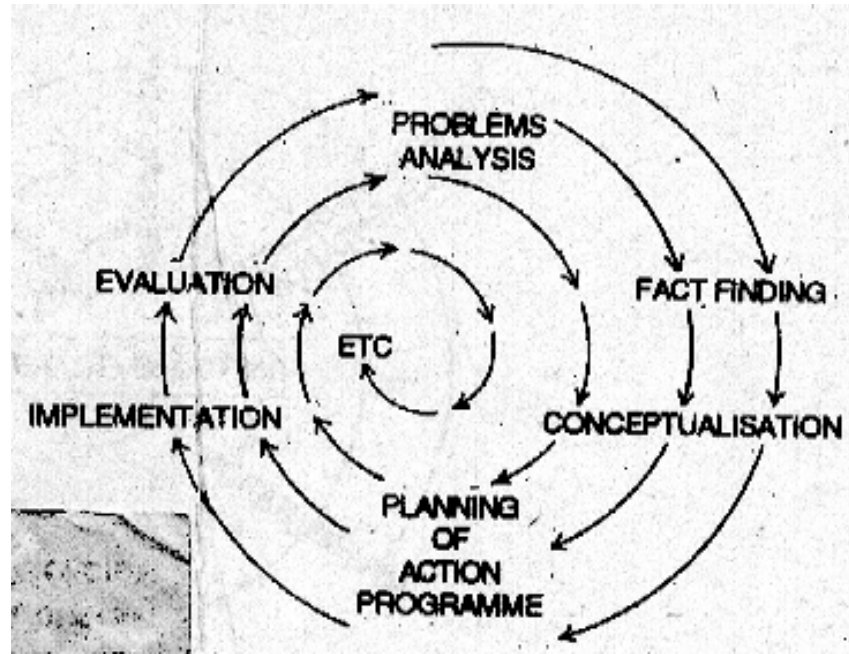 PROBLEMS
ANALYSIS
EVALUATION
FACT FINDING
ETC
IMPLEMENTATION
CONCEPTUALISATION
PLANNING
OF
ACTION
PROGRAMME